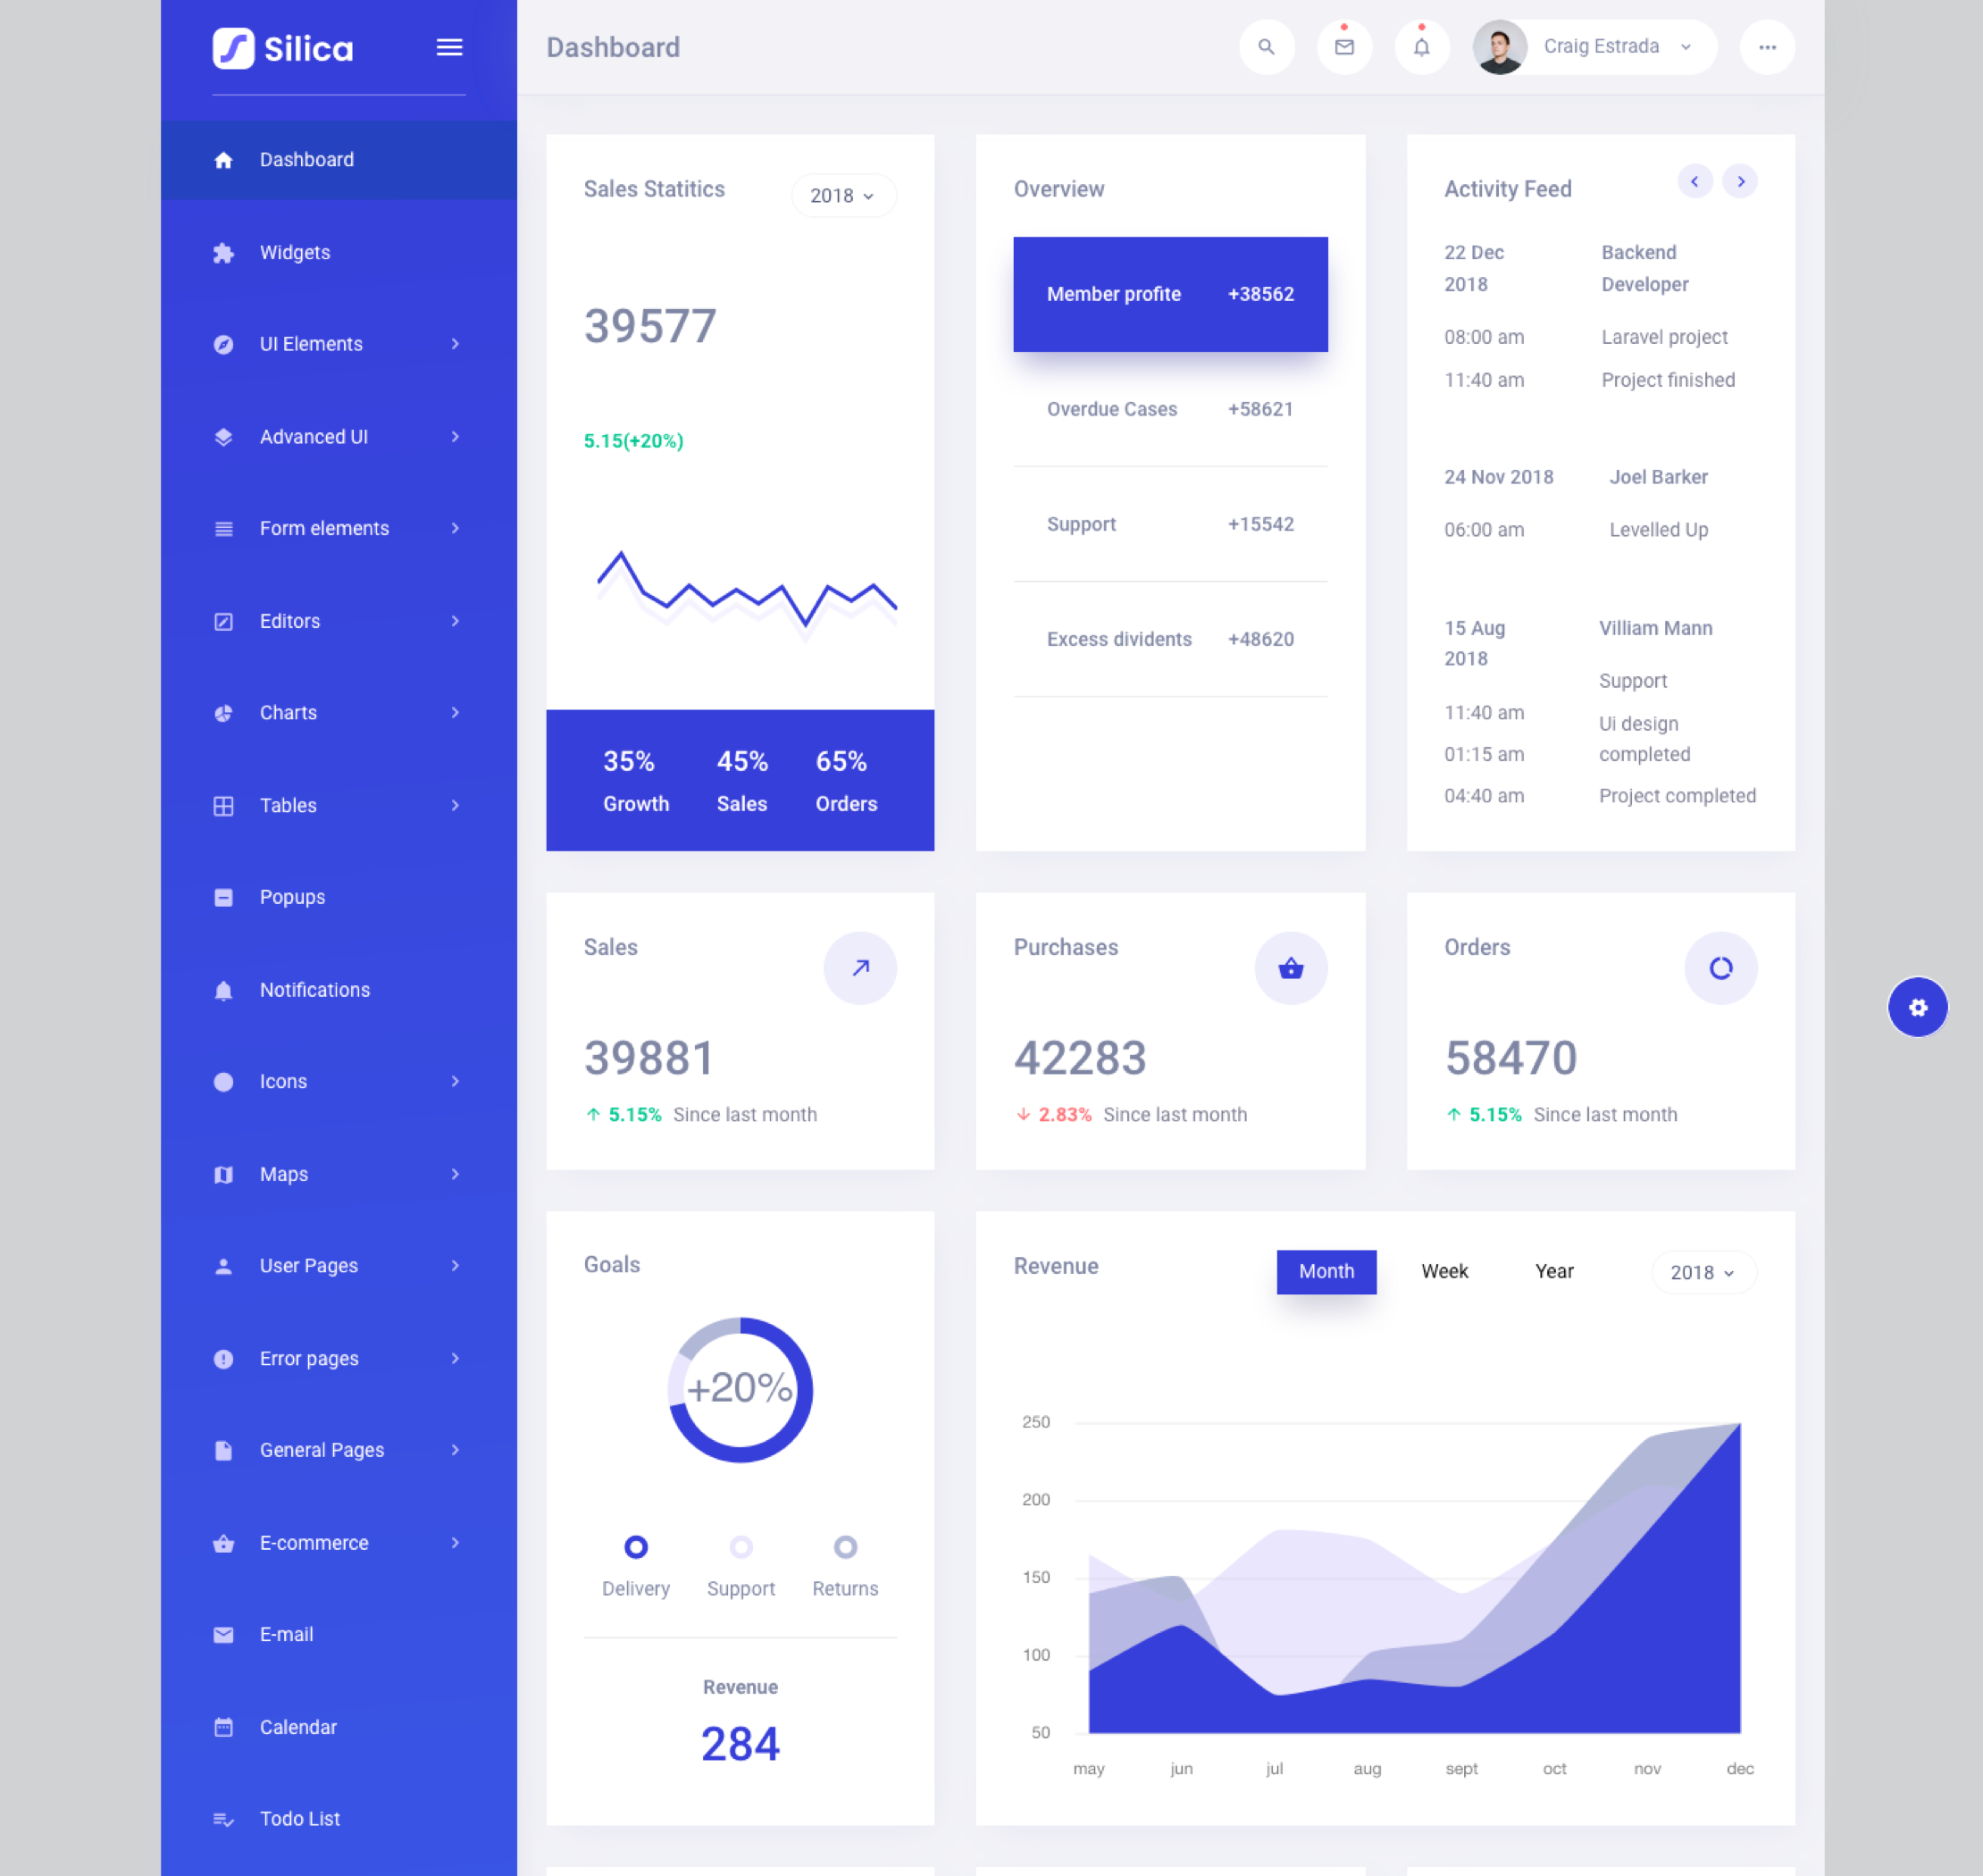 Silica
Dashboard
Craig Estrada
Dashboard
Widgets
UI Elements
Advanced UI
Form elements
Editors
Charts
Tables
Popups
Notifications
Icons
Maps
User Pages
Error pages
General Pages
E-commerce
E-mail
Calendar
Todo List
Sales Statitics
2018
39577
5.15(+20%)
35%
45%
65%
Growth
Sales
Orders
Overview
Member profite
+38562
Overdue Cases
+58621
Support
+15542
Excess dividents
+48620
Activity Feed
22 Dec
2018
Backend
Developer
08:00 am
Laravel project
11:40 am
Project finished
24 Nov 2018
Joel Barker
06:00 am
Levelled Up
15 Aug
2018
Villiam Mann
Support
11:40 am
Ui design
completed
01:15 am
04:40 am
Project completed
Sales
39881
5.15% Since last month
Purchases
42283
2.83% Since last month
Orders
58470
5.15% Since last month
Goals
+20%
Delivery
Support
Returns
Revenue
284
Revenue
Month
Week
Year
2018
250
200
150
100
50
may
jun
jul
aug
sept
oct
nov
dec